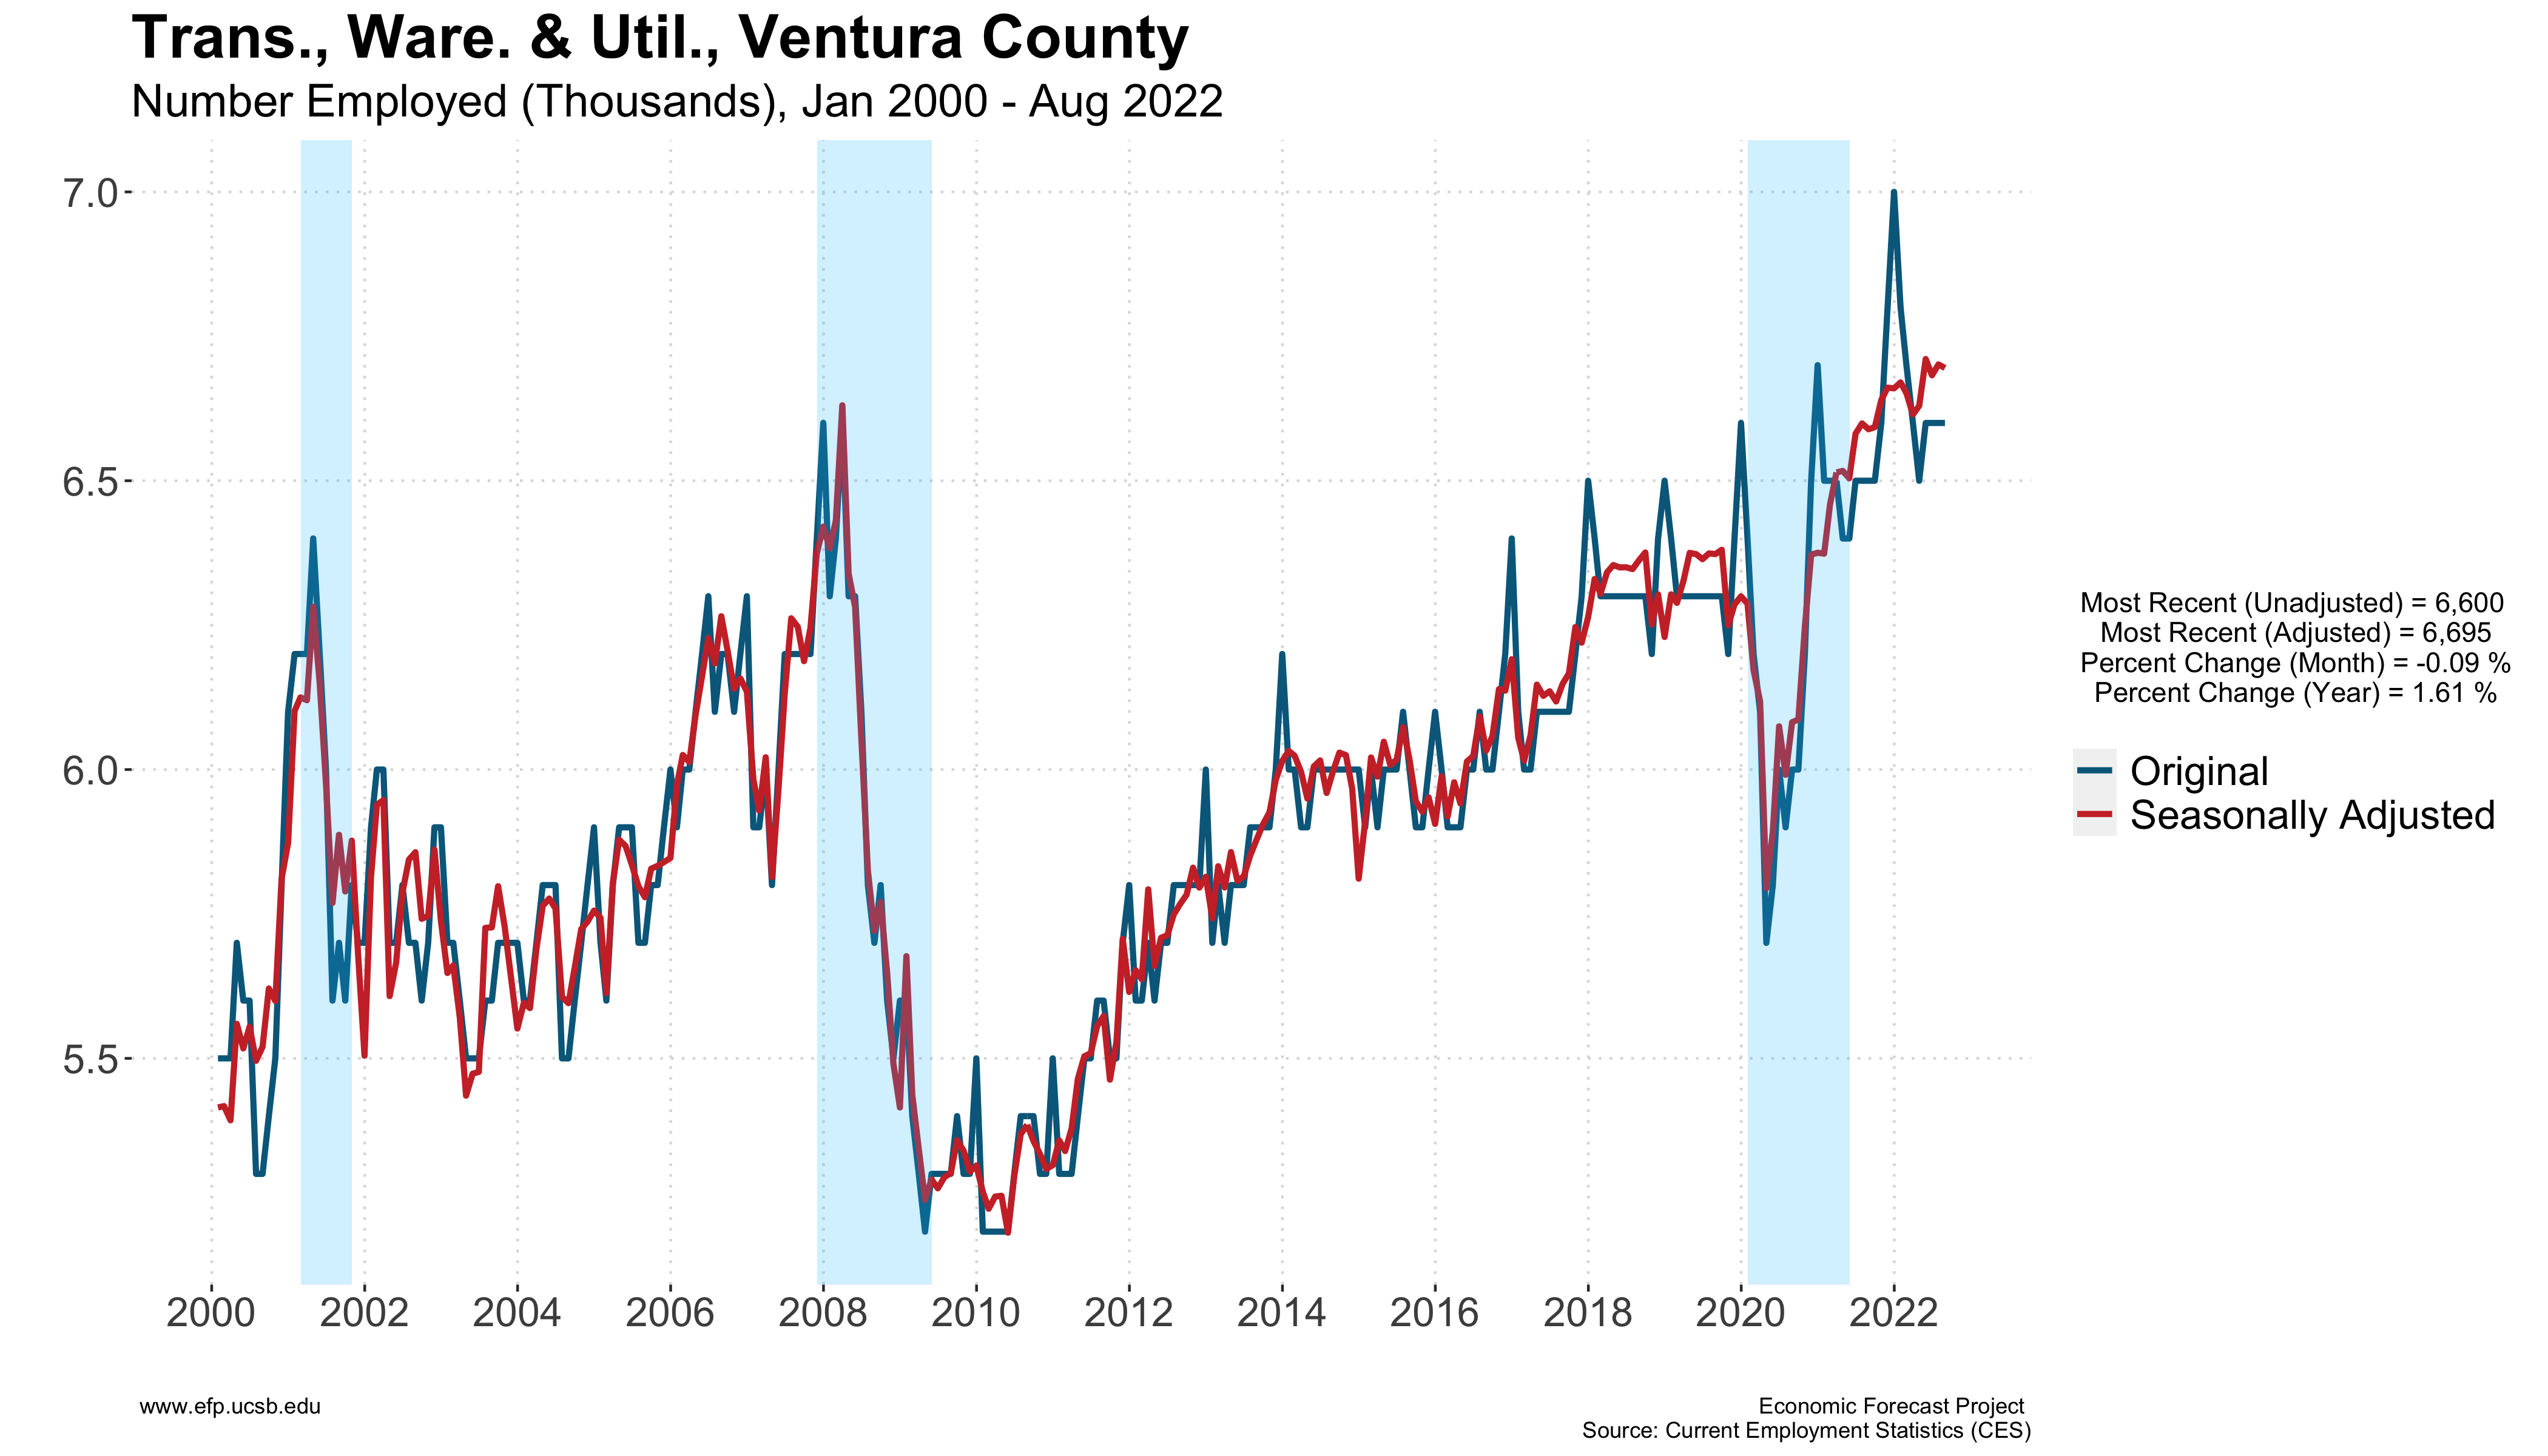 Trans., Ware. & Util., Ventura County
Number Employed (Thousands), Jan 2000 - Aug 2022
7.0
6.5
6.0
5.5
2000 2002 2004 2006 2008 2010 2012 2014 2016 2018 2020 2022
Most Recent (Unadjusted) = 6,600
Most Recent (Adjusted) = 6,695
Percent Change (Month) = -0.09 %
Percent Change (Year) = 1.61 %
Original
Seasonally Adjusted
www.efp.ucsb.edu
Economic Forecast Project
Source: Current Employment Statistics (CES)